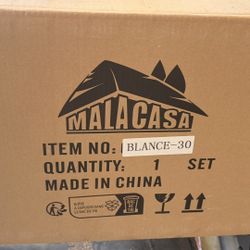 MALACASA
ITEM NO: BLANCE-30
QUANTITY: 1 SET
MADE IN CHINA